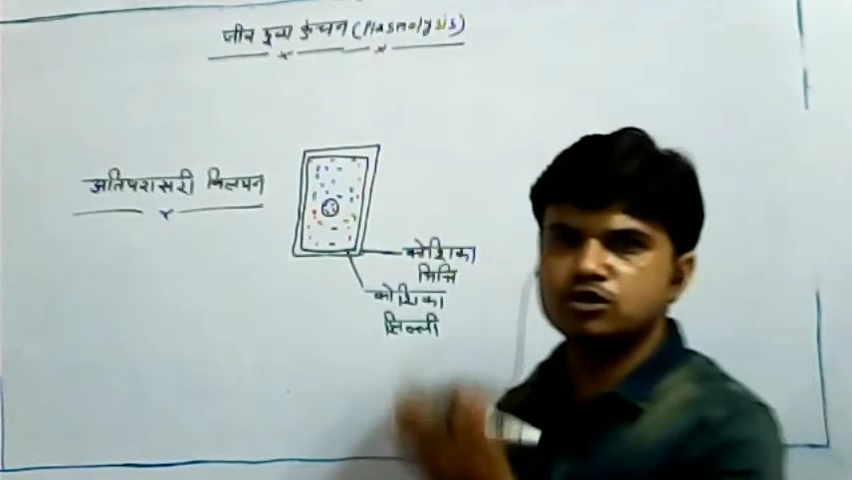 जीव द्रव्य कुंचन (Plasmolysis)
अतिपरासरी विलयन
कोशिका
भित्ति
कोशिका
झिल्ली